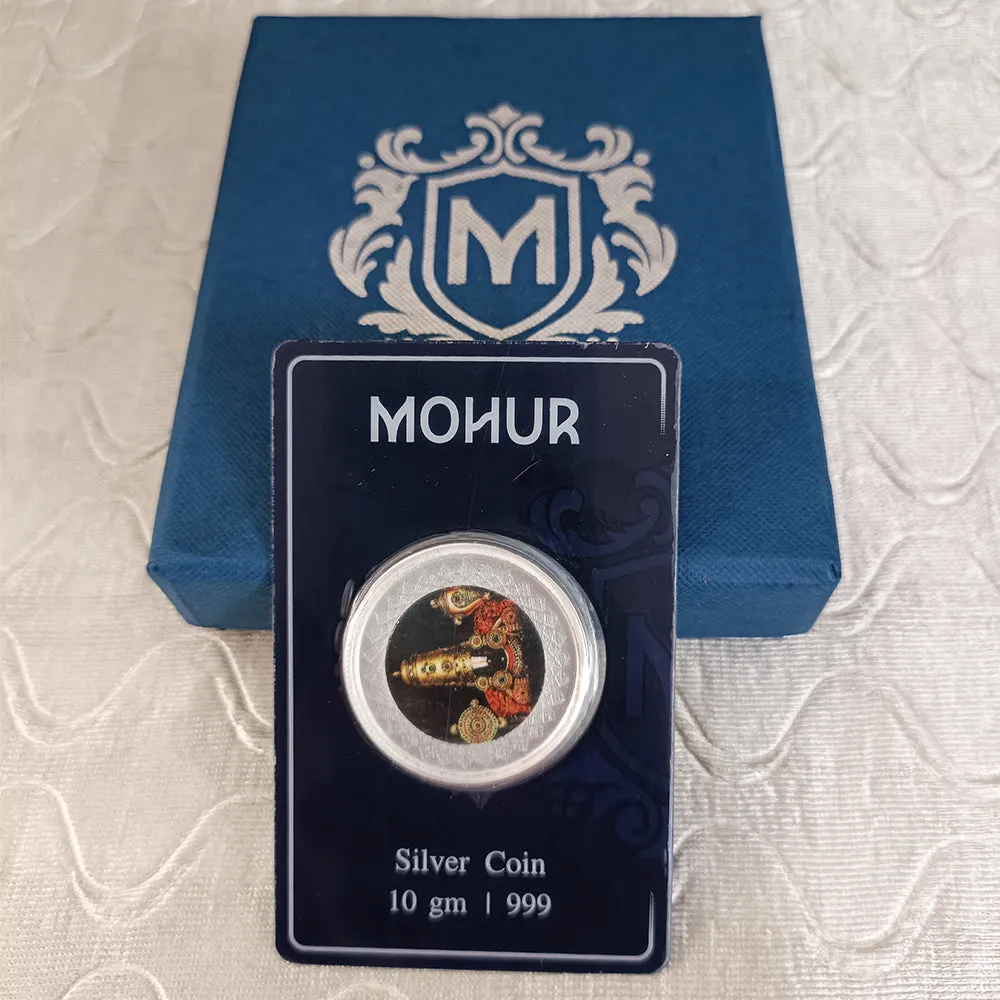 M
MOHUR
Silver Coin
10 gm | 999